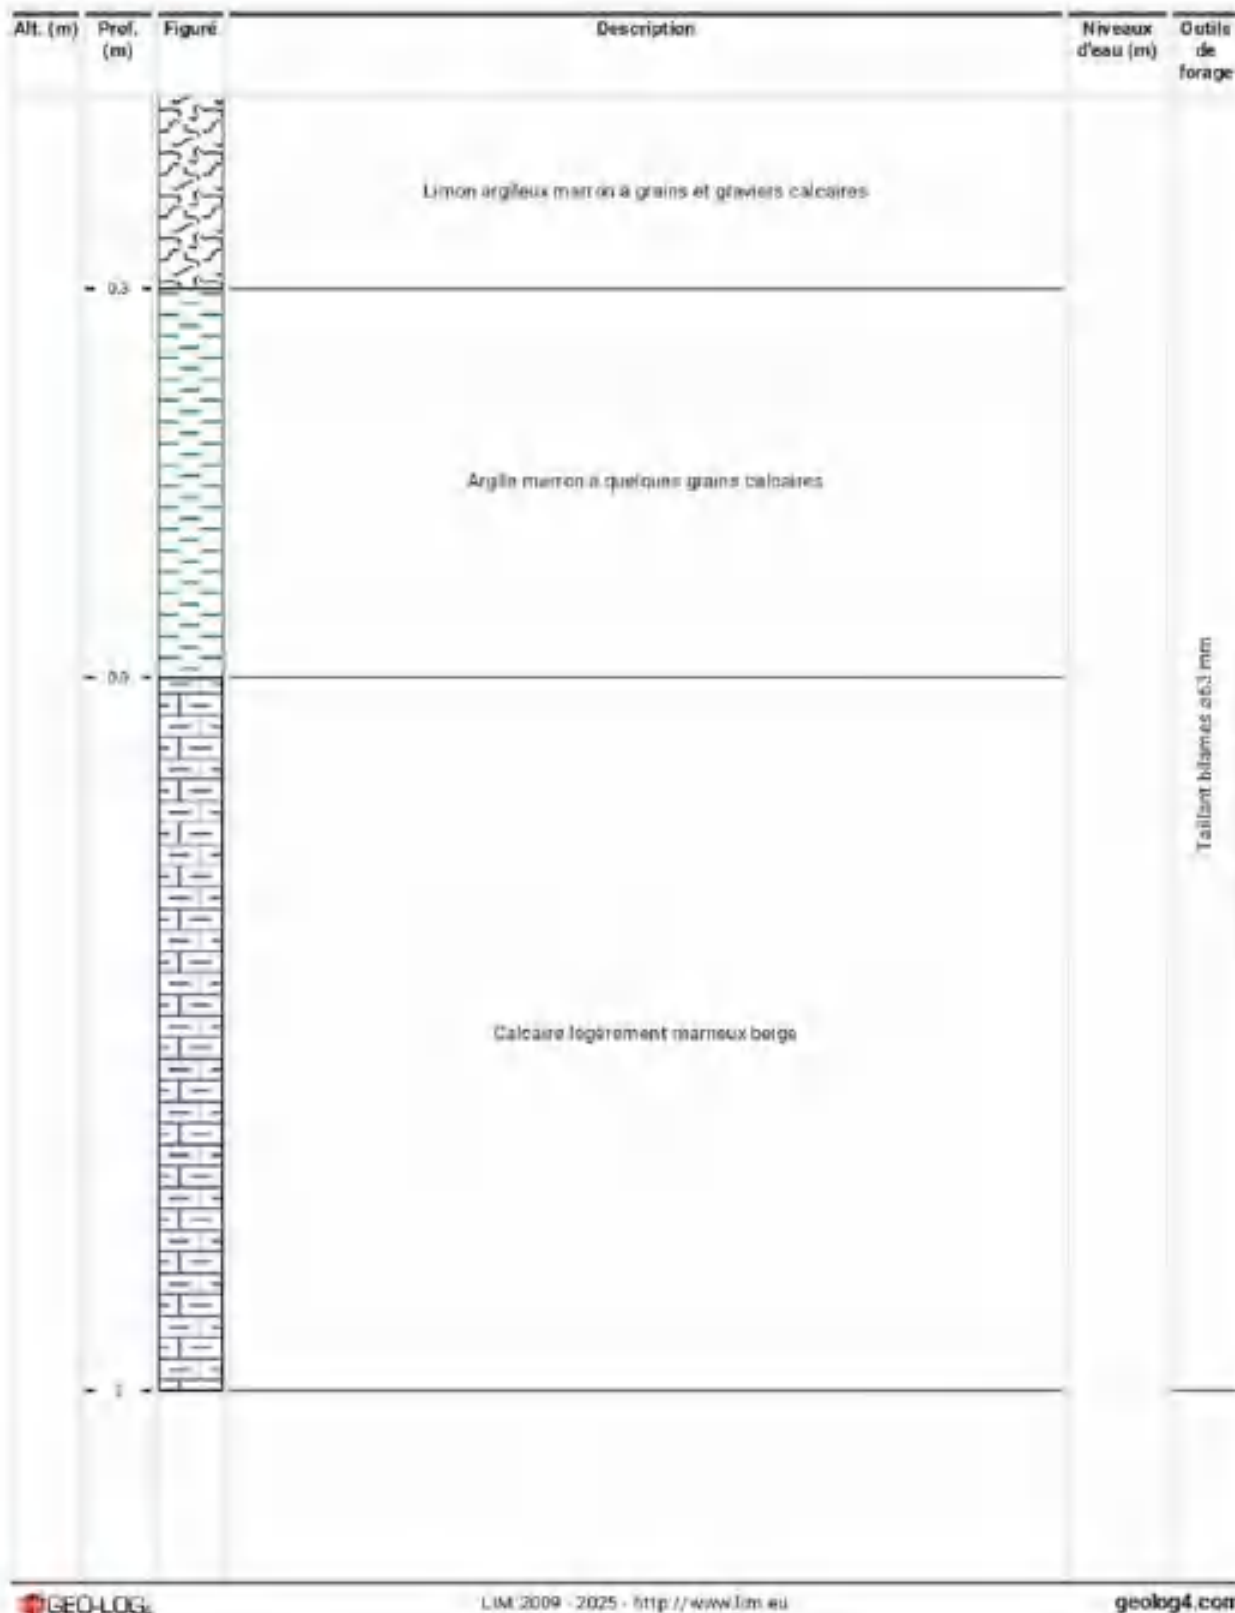 Alt. (m)
Prof. (m)
Figuré
Description
Niveaux d'eau (m)
Outils de forage
Limon argileux marron à grains et graviers calcaires
0.3
Argile marron à quelques grains calcaires
0.9
Taillant bilames ø63 mm
Calcaire légèrement marneux beige
2
GEO-LOG4
LIM 2009 - 2025 - http://www.lim.eu
geolog4.com